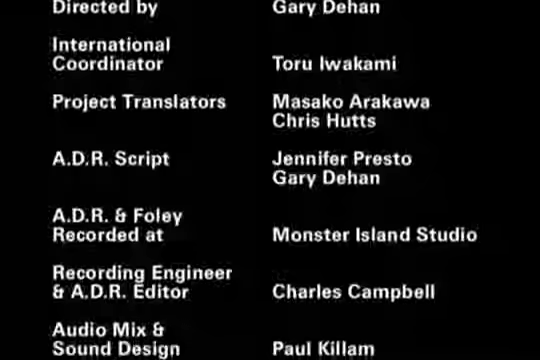 Directed by Gary Dehan
International
Coordinator Toru Iwakami
Project Translators Masako Arakawa
Chris Hutts
A.D.R. Script Jennifer Presto
Gary Dehan
A.D.R. & Foley
Recorded at Monster Island Studio
Recording Engineer
& A.D.R. Editor Charles Campbell
Audio Mix &
Sound Design Paul Killam